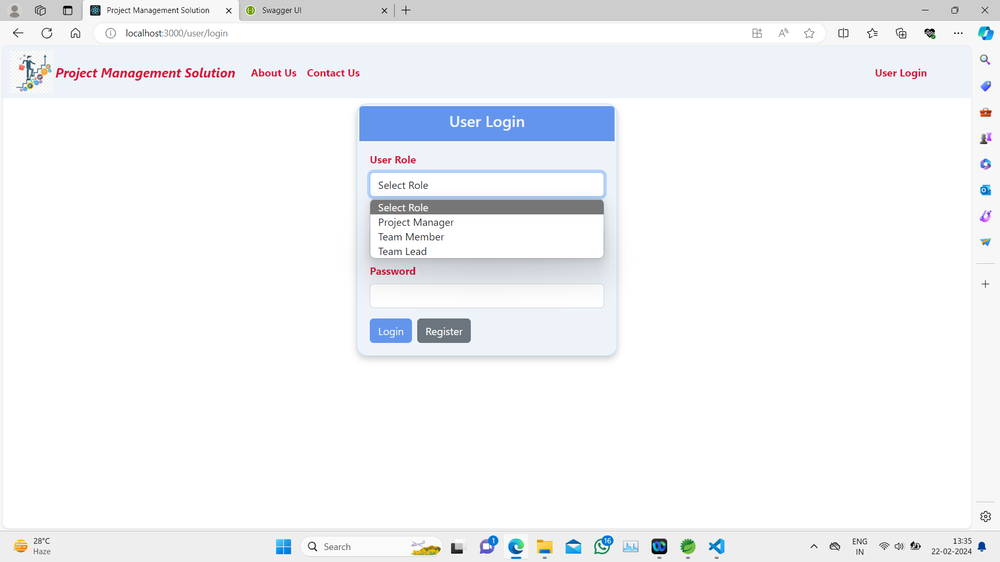 Project Management Solution
Swagger UI
localhost:3000/user/login
Project Management Solution
About Us
Contact Us
User Login
User Login
User Role
Select Role
Select Role
Project Manager
Team Member
Team Lead
Password
Login
Register
28°C
Haze
Search
1
16
ENG
IN
13:35
22-02-2024